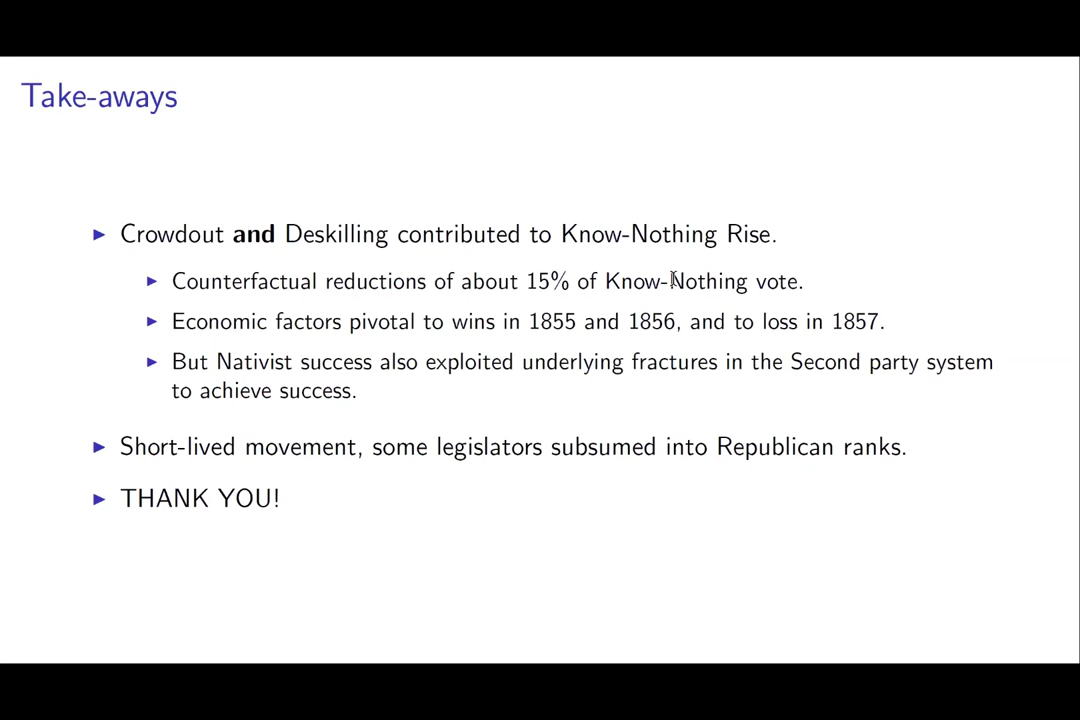 Take-aways
▶ Crowdout and Deskilling contributed to Know-Nothing Rise.
▶ Counterfactual reductions of about 15% of Know-Nothing vote.
▶ Economic factors pivotal to wins in 1855 and 1856, and to loss in 1857.
▶ But Nativist success also exploited underlying fractures in the Second party system
to achieve success.
▶ Short-lived movement, some legislators subsumed into Republican ranks.
▶ THANK YOU!